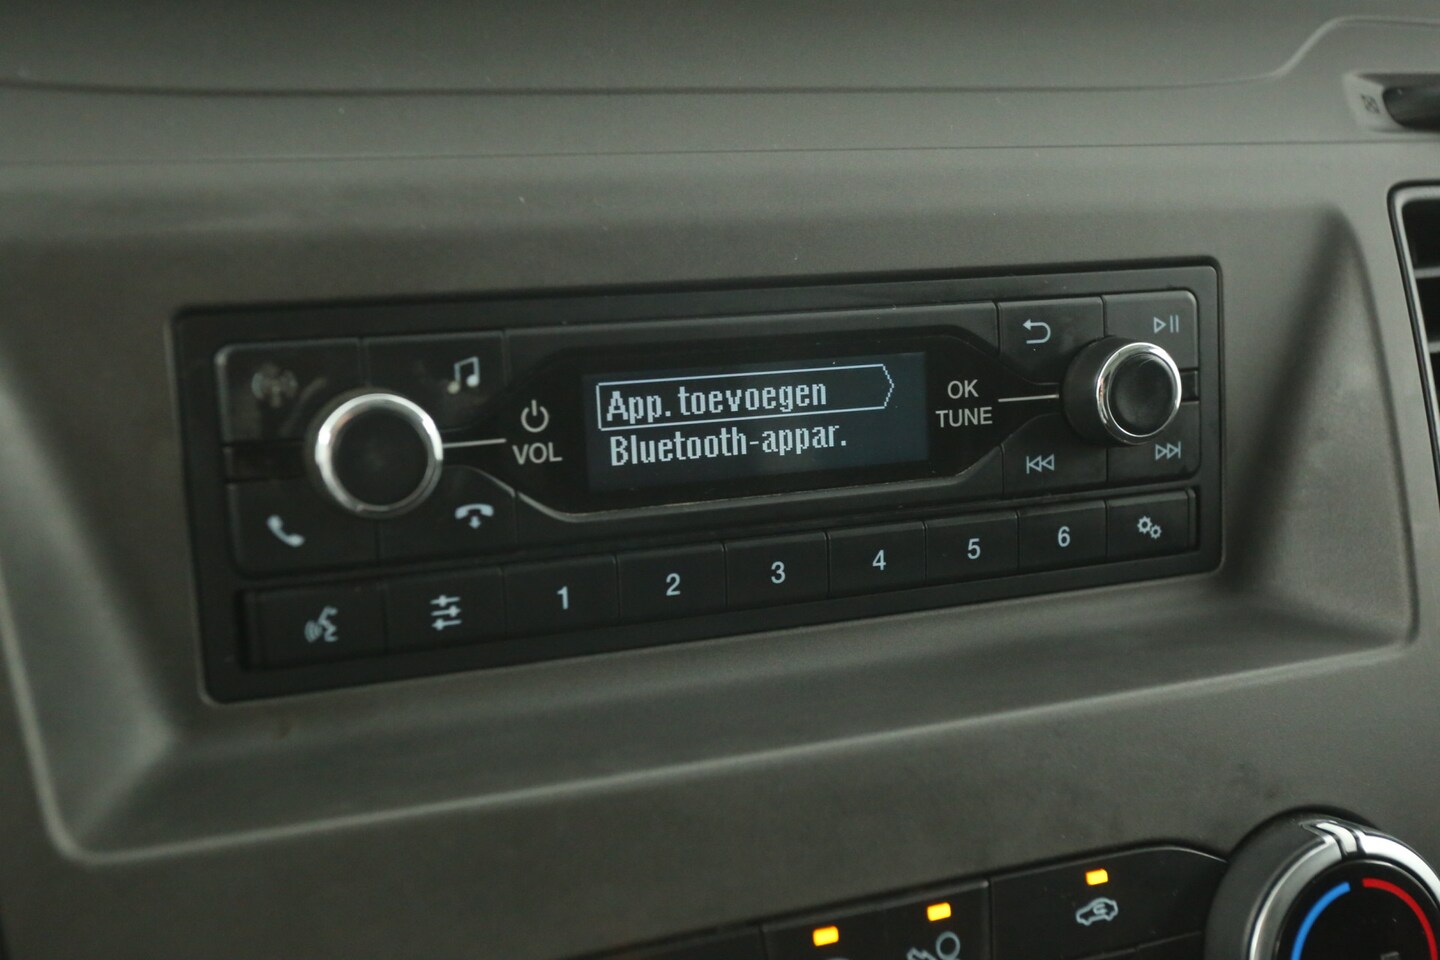 App. toevoegen
Bluetooth-appar.
VOL
OK
TUNE
1
2
3
4
5
6